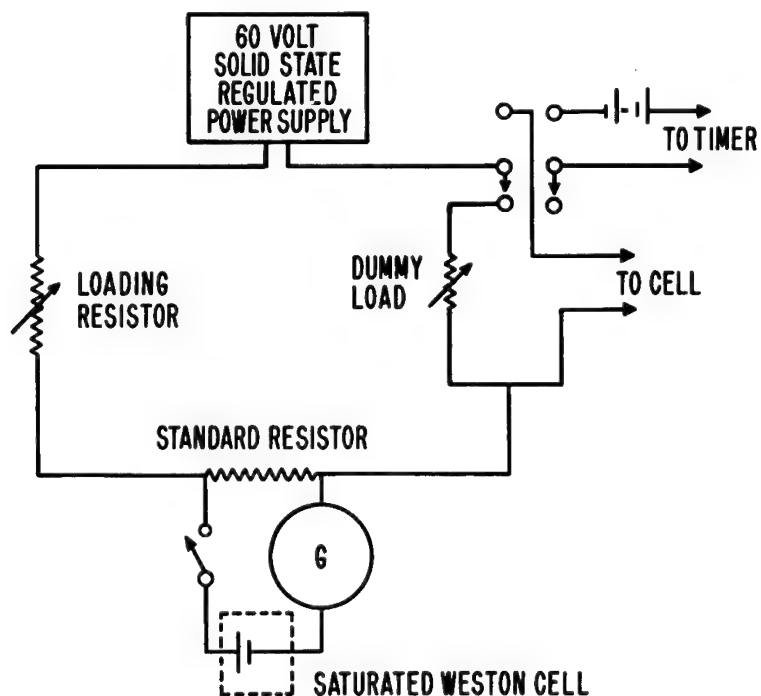 60 VOLT
SOLID STATE
REGULATED
POWER SUPPLY
TO TIMER
LOADING
RESISTOR
DUMMY
LOAD
TO CELL
STANDARD RESISTOR
G
SATURATED WESTON CELL